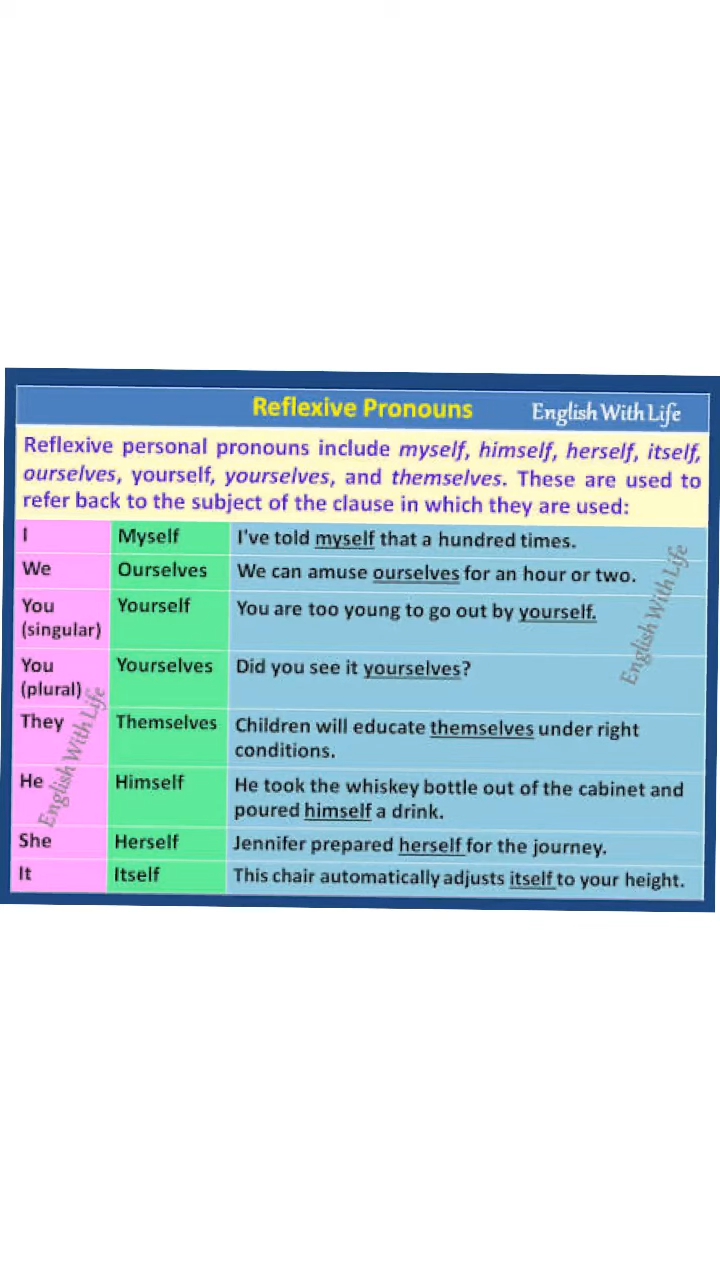 Reflexive Pronouns English With Life
Reflexive personal pronouns include myself, himself, herself, itself,
ourselves, yourself, yourselves, and themselves. These are used to
refer back to the subject of the clause in which they are used:
I Myself I've told myself that a hundred times.
We Ourselves We can amuse ourselves for an hour or two.
You Yourself You are too young to go out by yourself.
(singular)
You Yourselves Did you see it yourselves?
(plural)
They Themselves Children will educate themselves under right
conditions.
He Himself He took the whiskey bottle out of the cabinet and
poured himself a drink.
She Herself Jennifer prepared herself for the journey.
It Itself This chair automatically adjusts itself to your height.
English With Life
English With Life